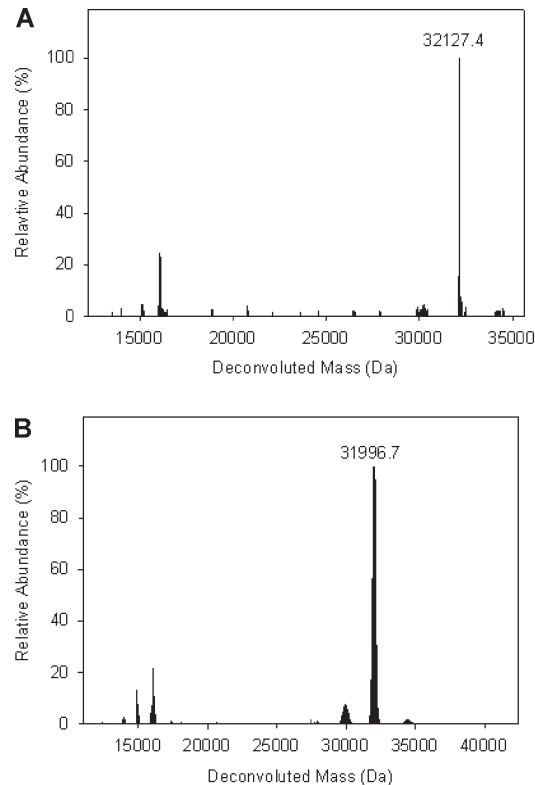 A
32127.4
100
80
60
40
20
0
Relavtive Abundance (%)
15000 20000 25000 30000 35000
Deconvoluted Mass (Da)
B
31996.7
100
80
60
40
20
0
Relative Abundance (%)
15000 20000 25000 30000 35000 40000
Deconvoluted Mass (Da)